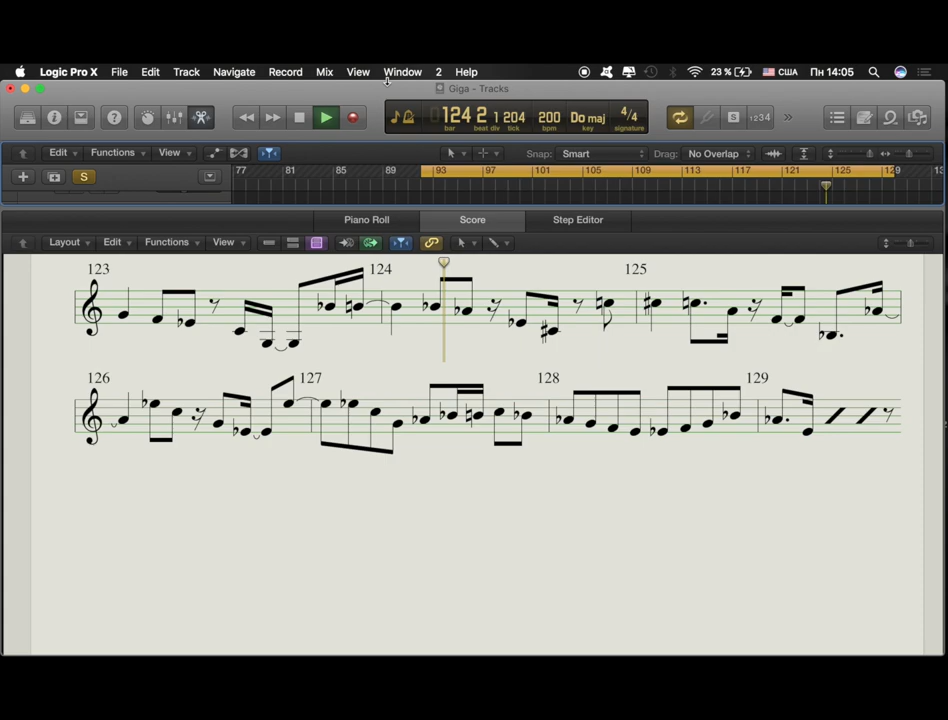 Logic Pro X File Edit Track Navigate Record Mix View Window 2 Help 23 % США Пн 14:05
Giga - Tracks
124 2 1 204 200 Do maj 4/4
bar beat div tick bpm key signature
S 1234
Edit Functions View Snap: Smart Drag: No Overlap
S 77 81 85 89 93 97 101 105 109 113 117 121 125 129 13
Piano Roll Score Step Editor
Layout Edit Functions View
123 124 125
126 127 128 129